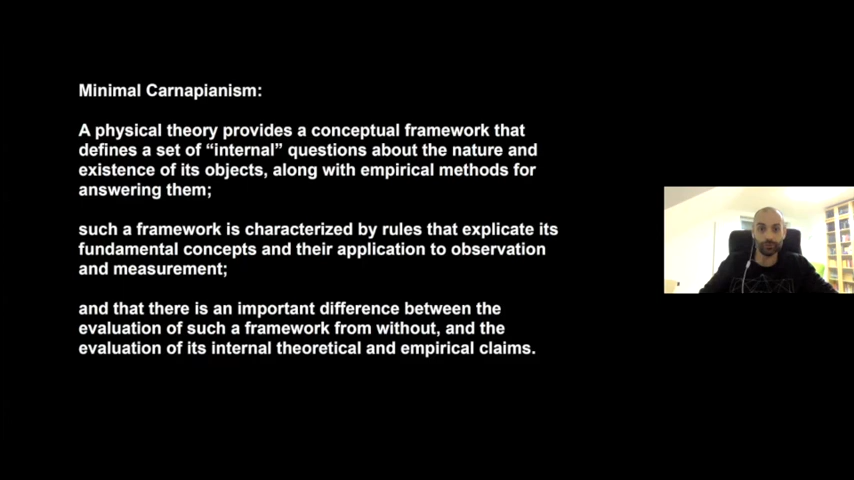 Minimal Carnapianism:
A physical theory provides a conceptual framework that
defines a set of “internal” questions about the nature and
existence of its objects, along with empirical methods for
answering them;
such a framework is characterized by rules that explicate its
fundamental concepts and their application to observation
and measurement;
and that there is an important difference between the
evaluation of such a framework from without, and the
evaluation of its internal theoretical and empirical claims.